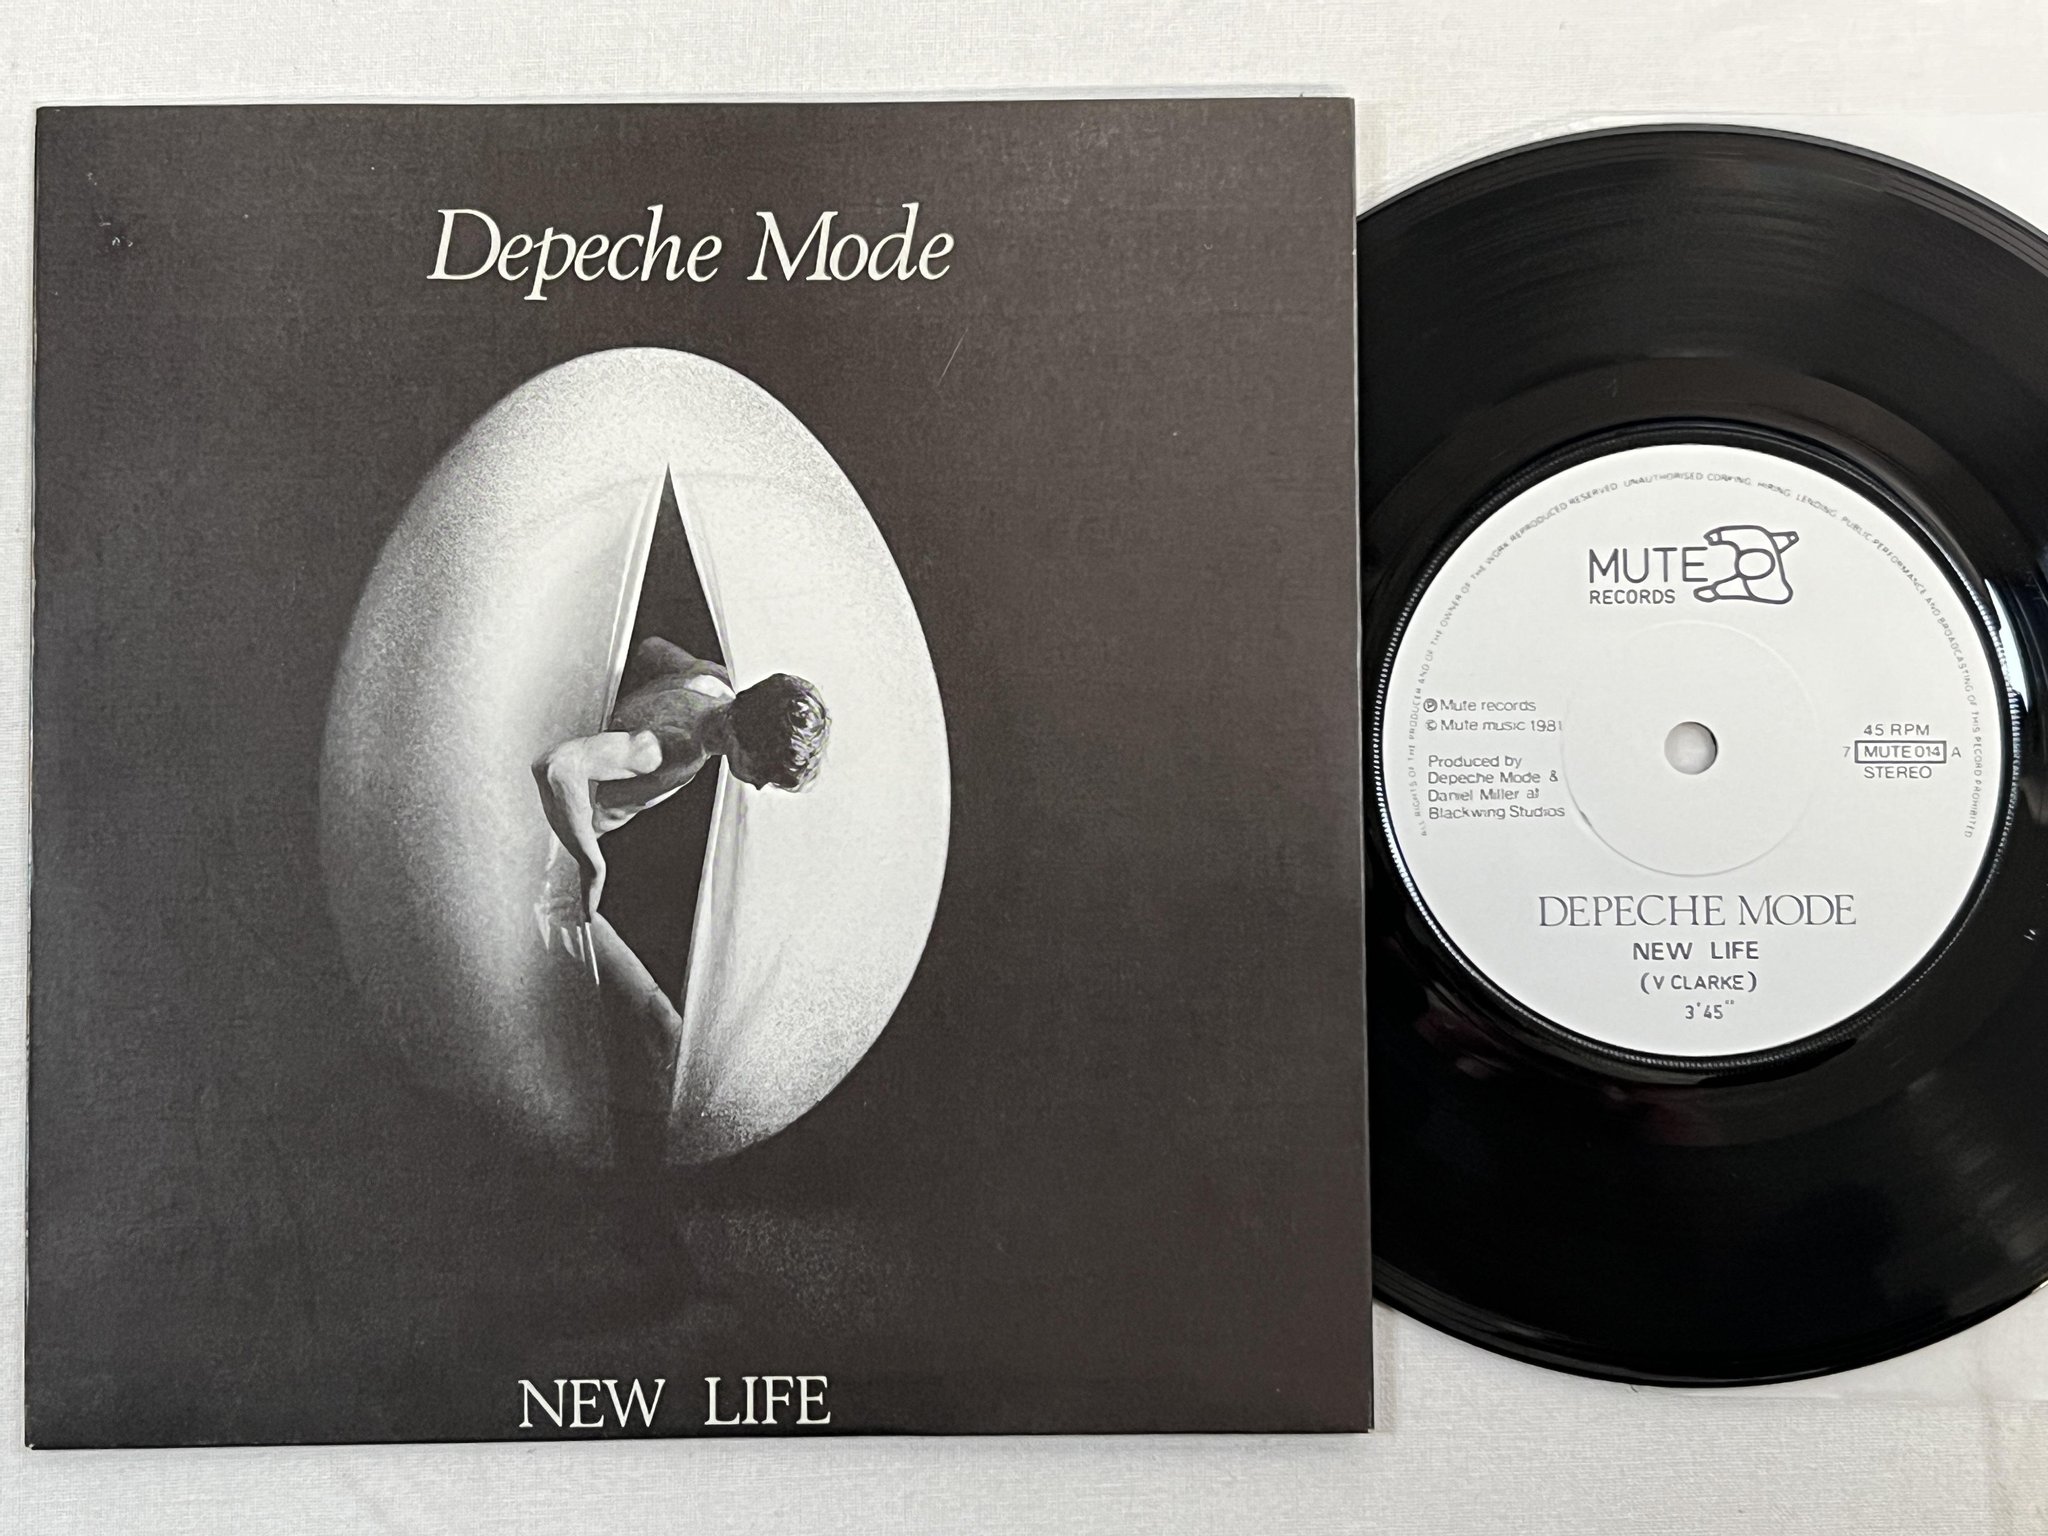 Depeche Mode
NEW LIFE
ALL RIGHTS OF THE PRODUCER AND OF THE OWNER OF THE WORK REPRODUCED RESERVED. UNAUTHORISED COPYING, HIRING, LENDING, PUBLIC PERFORMANCE AND BROADCASTING OF THIS RECORD PROHIBITED
MUTE
RECORDS
℗ Mute records
© Mute music 1981
Produced by
Depeche Mode &
Daniel Miller at
Blackwing Studios
45 RPM
7 MUTE 014 A
STEREO
DEPECHE MODE
NEW LIFE
(V CLARKE)
3'45"